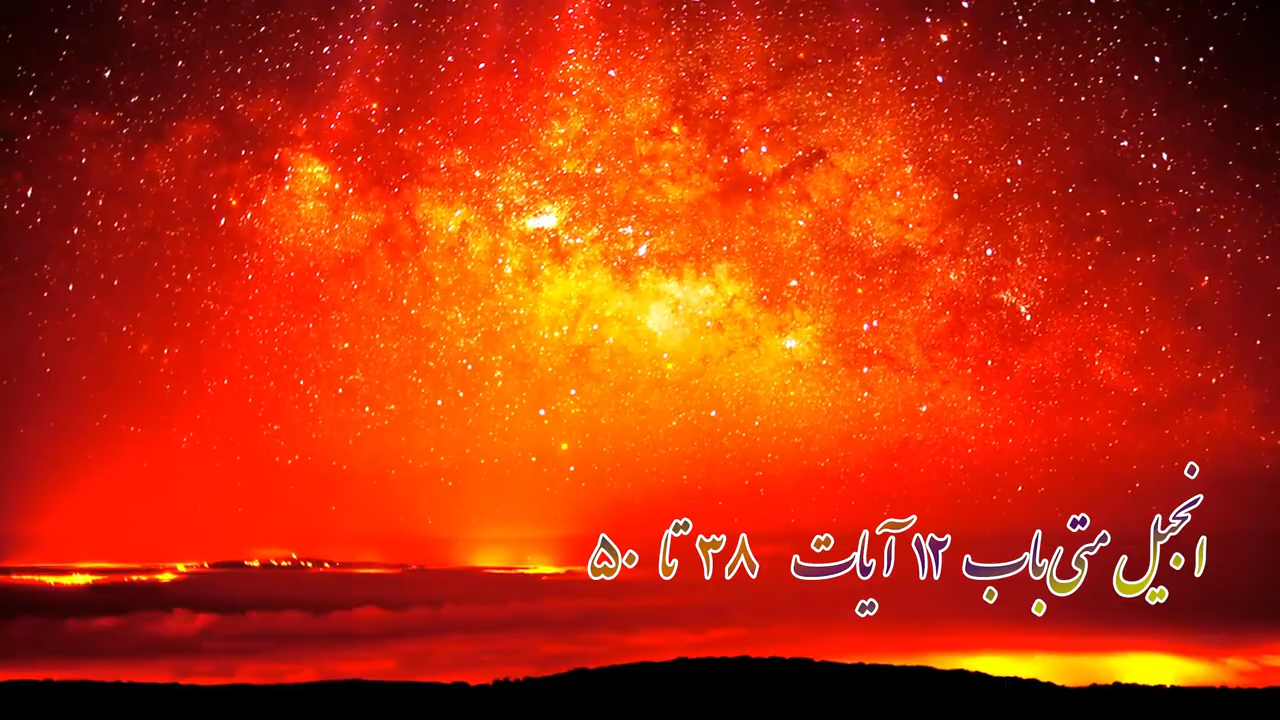 انجیل متی باب ۱۲ آیات ۳۸ تا ۵۰